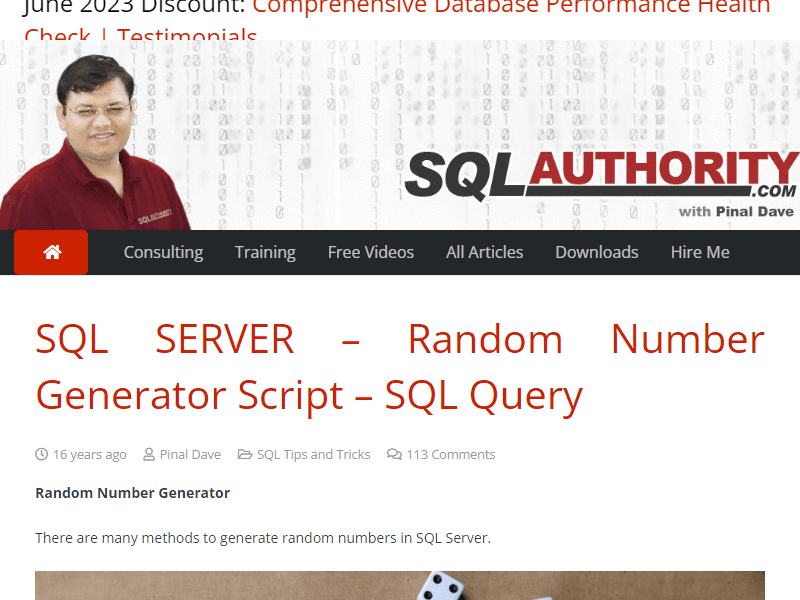 June 2023 Discount: Comprehensive Database Performance Health
Check | Testimonials
SQLAUTHORITY
.COM
with Pinal Dave
SQLAUTHORITY
Consulting Training Free Videos All Articles Downloads Hire Me
SQL SERVER – Random Number
Generator Script – SQL Query
16 years ago Pinal Dave SQL Tips and Tricks 113 Comments
Random Number Generator
There are many methods to generate random numbers in SQL Server.